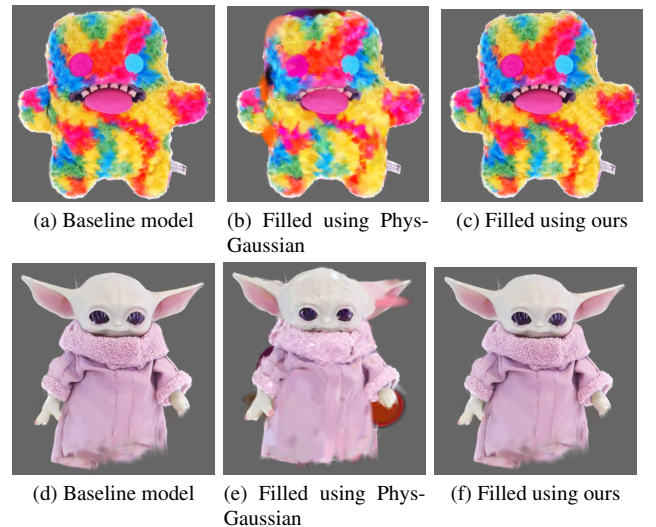 (a) Baseline model
(b) Filled using Phys-
Gaussian
(c) Filled using ours
(d) Baseline model
(e) Filled using Phys-
Gaussian
(f) Filled using ours